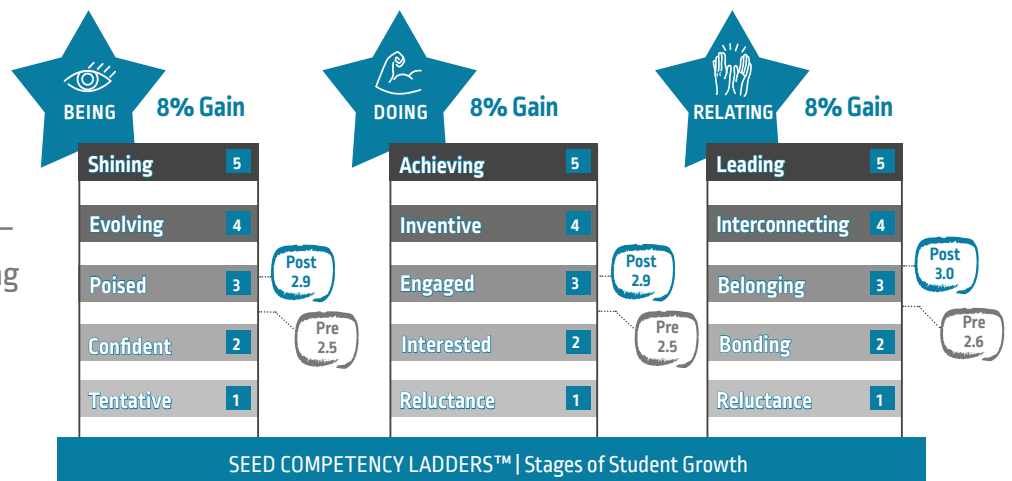 BEING
8% Gain
Shining 5
Evolving 4
Poised 3
Confident 2
Tentative 1
Post
2.9
Pre
2.5
DOING
8% Gain
Achieving 5
Inventive 4
Engaged 3
Interested 2
Reluctance 1
Post
2.9
Pre
2.5
RELATING
8% Gain
Leading 5
Interconnecting 4
Belonging 3
Bonding 2
Reluctance 1
Post
3.0
Pre
2.6
SEED COMPETENCY LADDERS™ | Stages of Student Growth